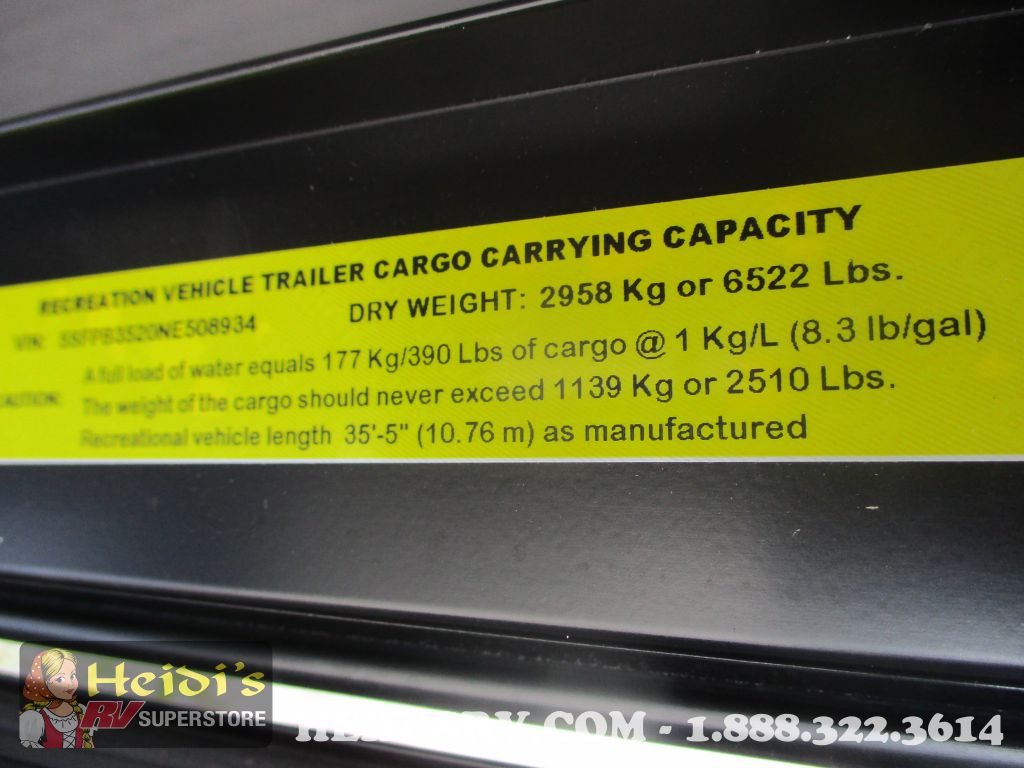 RECREATION VEHICLE TRAILER CARGO CARRYING CAPACITY
VIN: DRY WEIGHT: 2958 Kg or 6522 Lbs.
A full load of water equals 177 Kg/390 Lbs of cargo @ 1 Kg/L (8.3 lb/gal)
CAUTION: The weight of the cargo should never exceed 1139 Kg or 2510 Lbs.
Recreational vehicle length 35'-5" (10.76 m) as manufactured
Heidi's
RV SUPERSTORE
- 1.888.322.3614